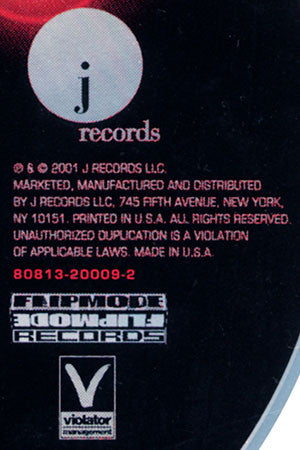 j
records
℗ & © 2001 J RECORDS LLC.
MARKETED, MANUFACTURED AND DISTRIBUTED
BY J RECORDS LLC, 745 FIFTH AVENUE, NEW YORK,
NY 10151. PRINTED IN U.S.A. ALL RIGHTS RESERVED.
UNAUTHORIZED DUPLICATION IS A VIOLATION
OF APPLICABLE LAWS. MADE IN U.S.A.
80813-20009-2
FLIPMODE
FLIPMODE
RECORDS
V
violator
management